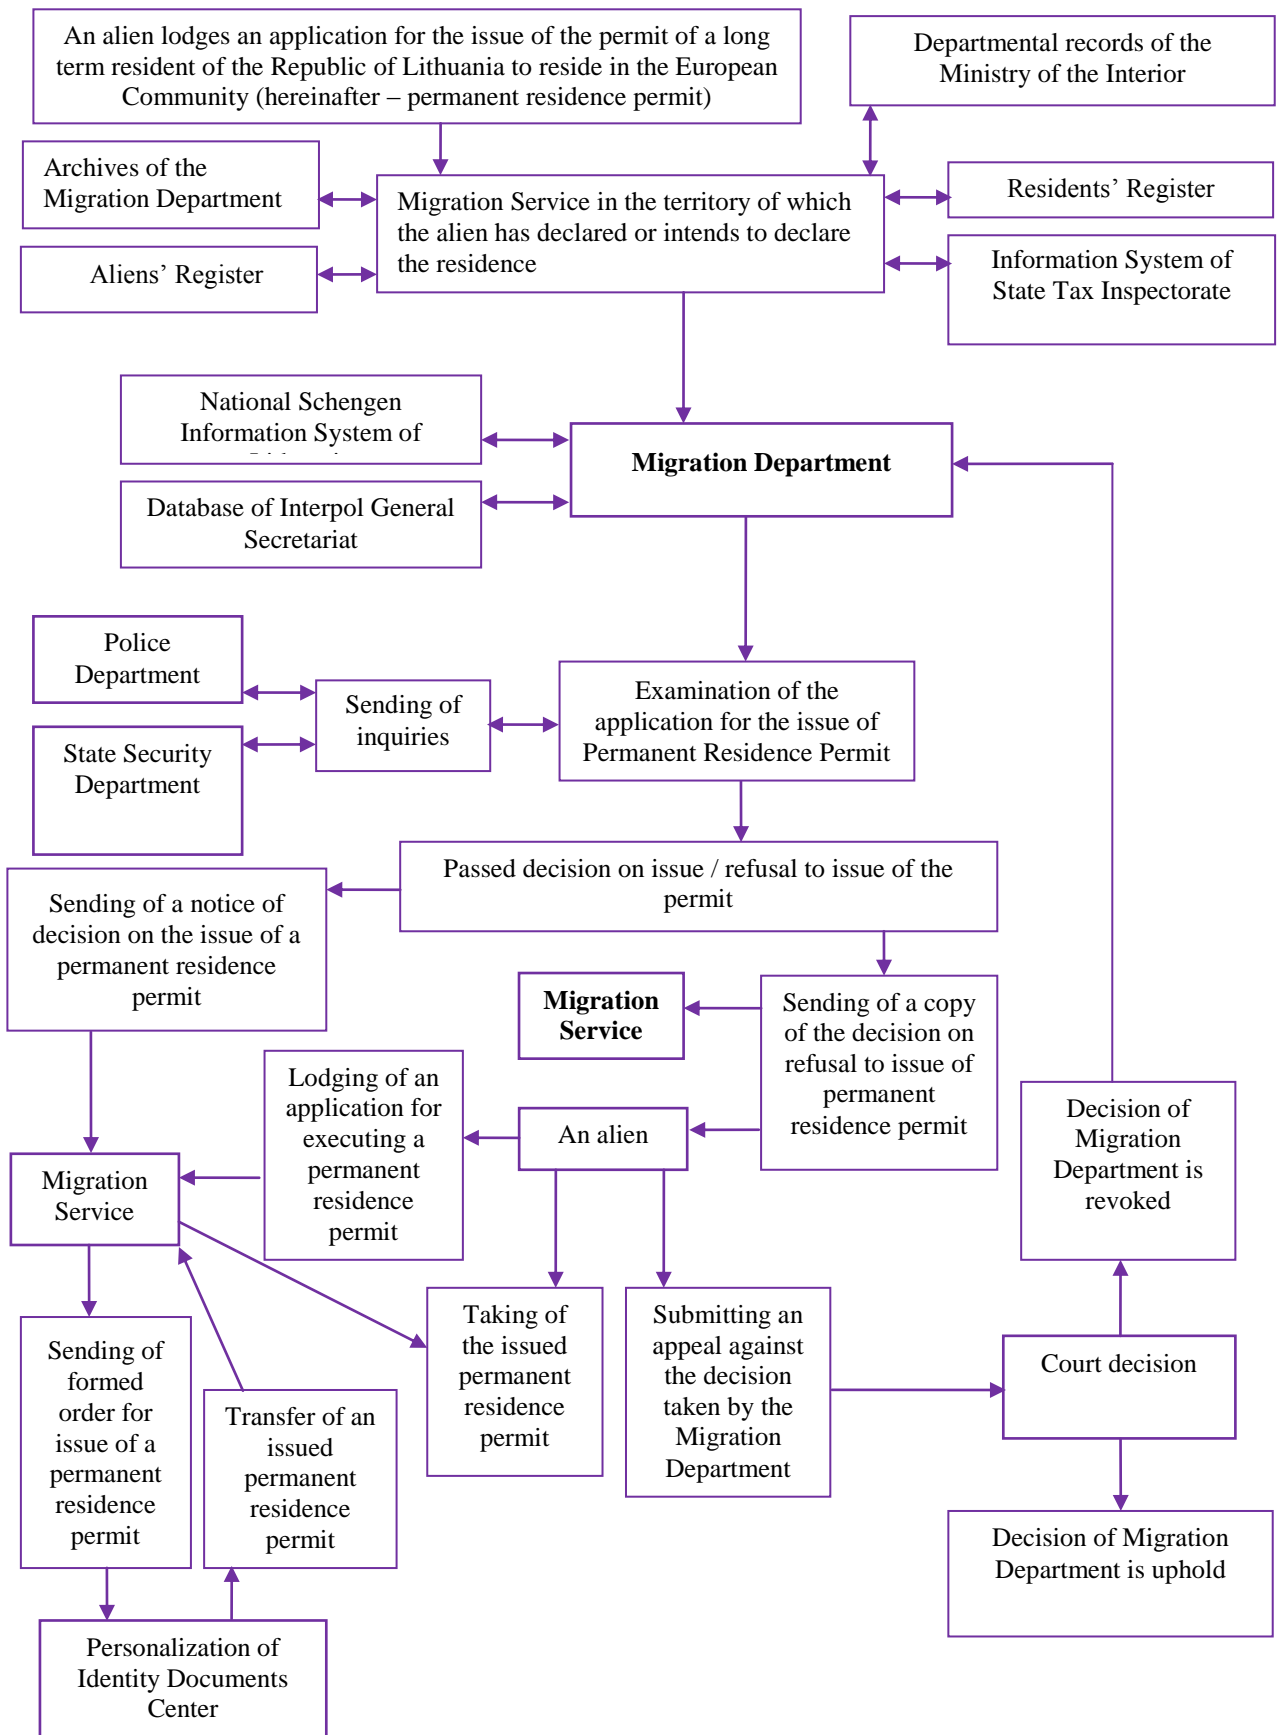 An alien lodges an application for the issue of the permit of a long
term resident of the Republic of Lithuania to reside in the European
Community (hereinafter – permanent residence permit)
Departmental records of the
Ministry of the Interior
Archives of the
Migration Department
Migration Service in the territory of which
the alien has declared or intends to declare
the residence
Residents’ Register
Aliens’ Register
Information System of
State Tax Inspectorate
National Schengen
Information System of
Migration Department
Database of Interpol General
Secretariat
Police
Department
Sending of
inquiries
Examination of the
application for the issue of
Permanent Residence Permit
State Security
Department
Passed decision on issue / refusal to issue of the
permit
Sending of a notice of
decision on the issue of a
permanent residence
permit
Migration
Service
Sending of a copy
of the decision on
refusal to issue of
permanent
residence permit
Lodging of an
application for
executing a
permanent
residence
permit
An alien
Decision of
Migration
Department is
revoked
Migration
Service
Taking of
the issued
permanent
residence
permit
Submitting an
appeal against
the decision
taken by the
Migration
Department
Court decision
Sending of
formed
order for
issue of a
permanent
residence
permit
Transfer of an
issued
permanent
residence
permit
Decision of Migration
Department is uphold
Personalization of
Identity Documents
Center